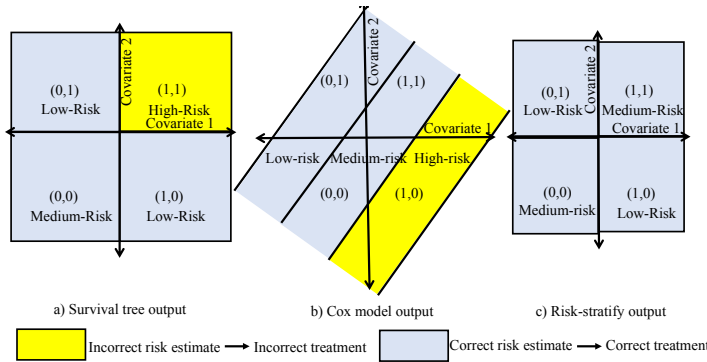 Covariate 2
(0,1)
Low-Risk
(1,1)
High-Risk
Covariate 1
(0,0)
Medium-Risk
(1,0)
Low-Risk
a) Survival tree output
Covariate 2
(0,1)
(1,1)
Covariate 1
Low-risk
Medium-risk
High-risk
(0,0)
(1,0)
b) Cox model output
Covariate 2
(0,1)
Low-Risk
(1,1)
Medium-Risk
Covariate 1
(0,0)
Medium-risk
(1,0)
Low-Risk
c) Risk-stratify output
Incorrect risk estimate Incorrect treatment
Correct risk estimate Correct treatment